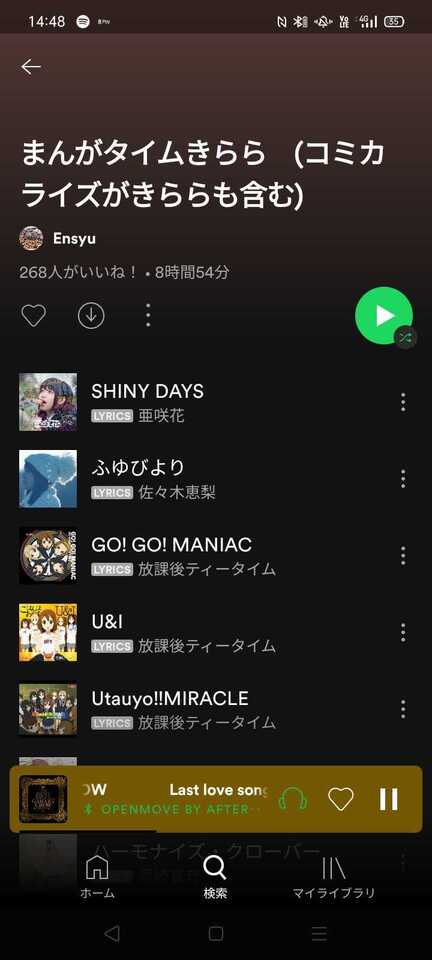 14:48
35
まんがタイムきらら (コミカ
ライズがきららも含む)
Ensyu
268人がいいね！ • 8時間54分
SHINY DAYS
LYRICS 亜咲花
ふゆびより
LYRICS 佐々木恵梨
GO! GO! MANIAC
LYRICS 放課後ティータイム
U&I
LYRICS 放課後ティータイム
Utauyo!!MIRACLE
LYRICS 放課後ティータイム
OW Last love song
OPENMOVE BY AFTER
ハーモナイズ・クローバー
ホーム
検索
マイライブラリ